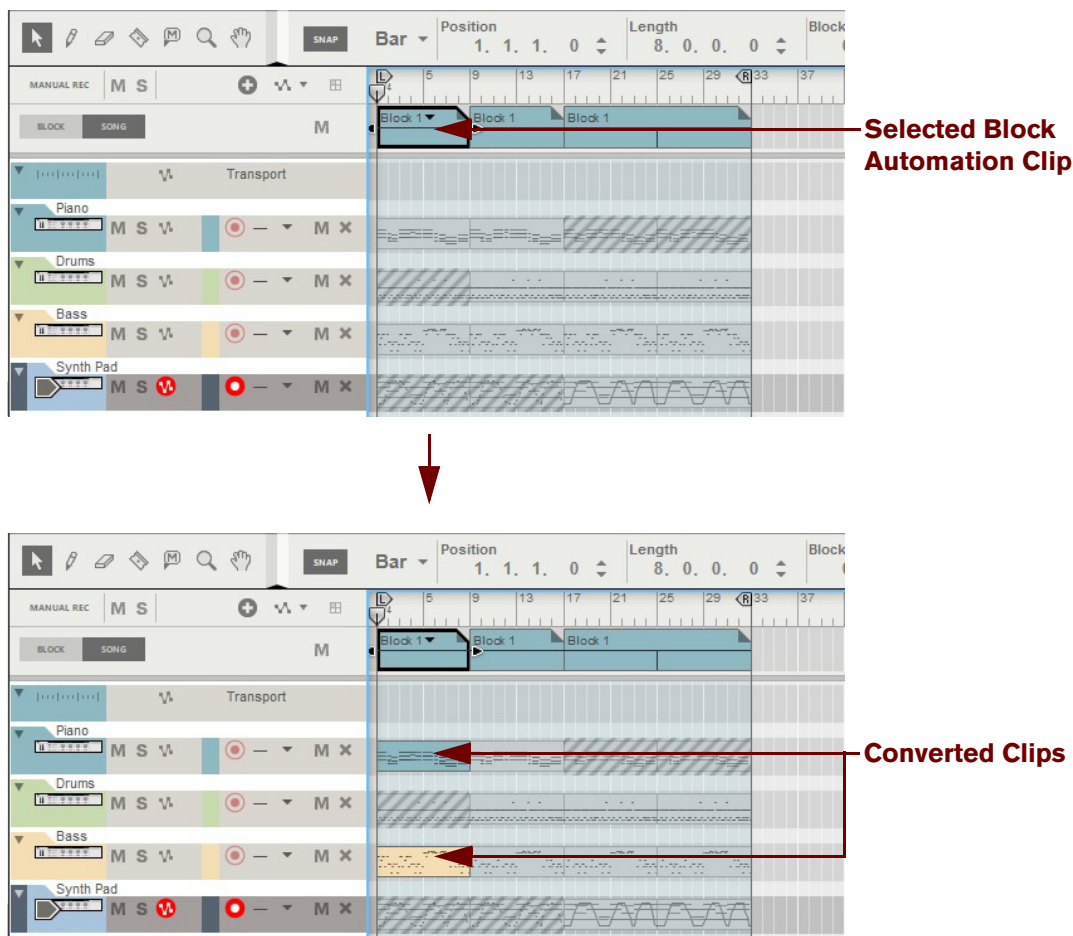 SNAP Bar Position 1. 1. 1. 0 Length 8. 0. 0. 0 Block
MANUAL REC M S L 4 5 9 13 17 21 25 29 R 33 37
BLOCK SONG M Block 1 Block 1 Block 1
Selected Block
Automation Clip
Transport
Piano
M S M
Drums
M S M
Bass
M S M
Synth Pad
M S M
SNAP Bar Position 1. 1. 1. 0 Length 8. 0. 0. 0 Block
MANUAL REC M S L 4 5 9 13 17 21 25 29 R 33 37
BLOCK SONG M Block 1 Block 1 Block 1
Transport
Piano
M S M
Converted Clips
Drums
M S M
Bass
M S M
Synth Pad
M S M